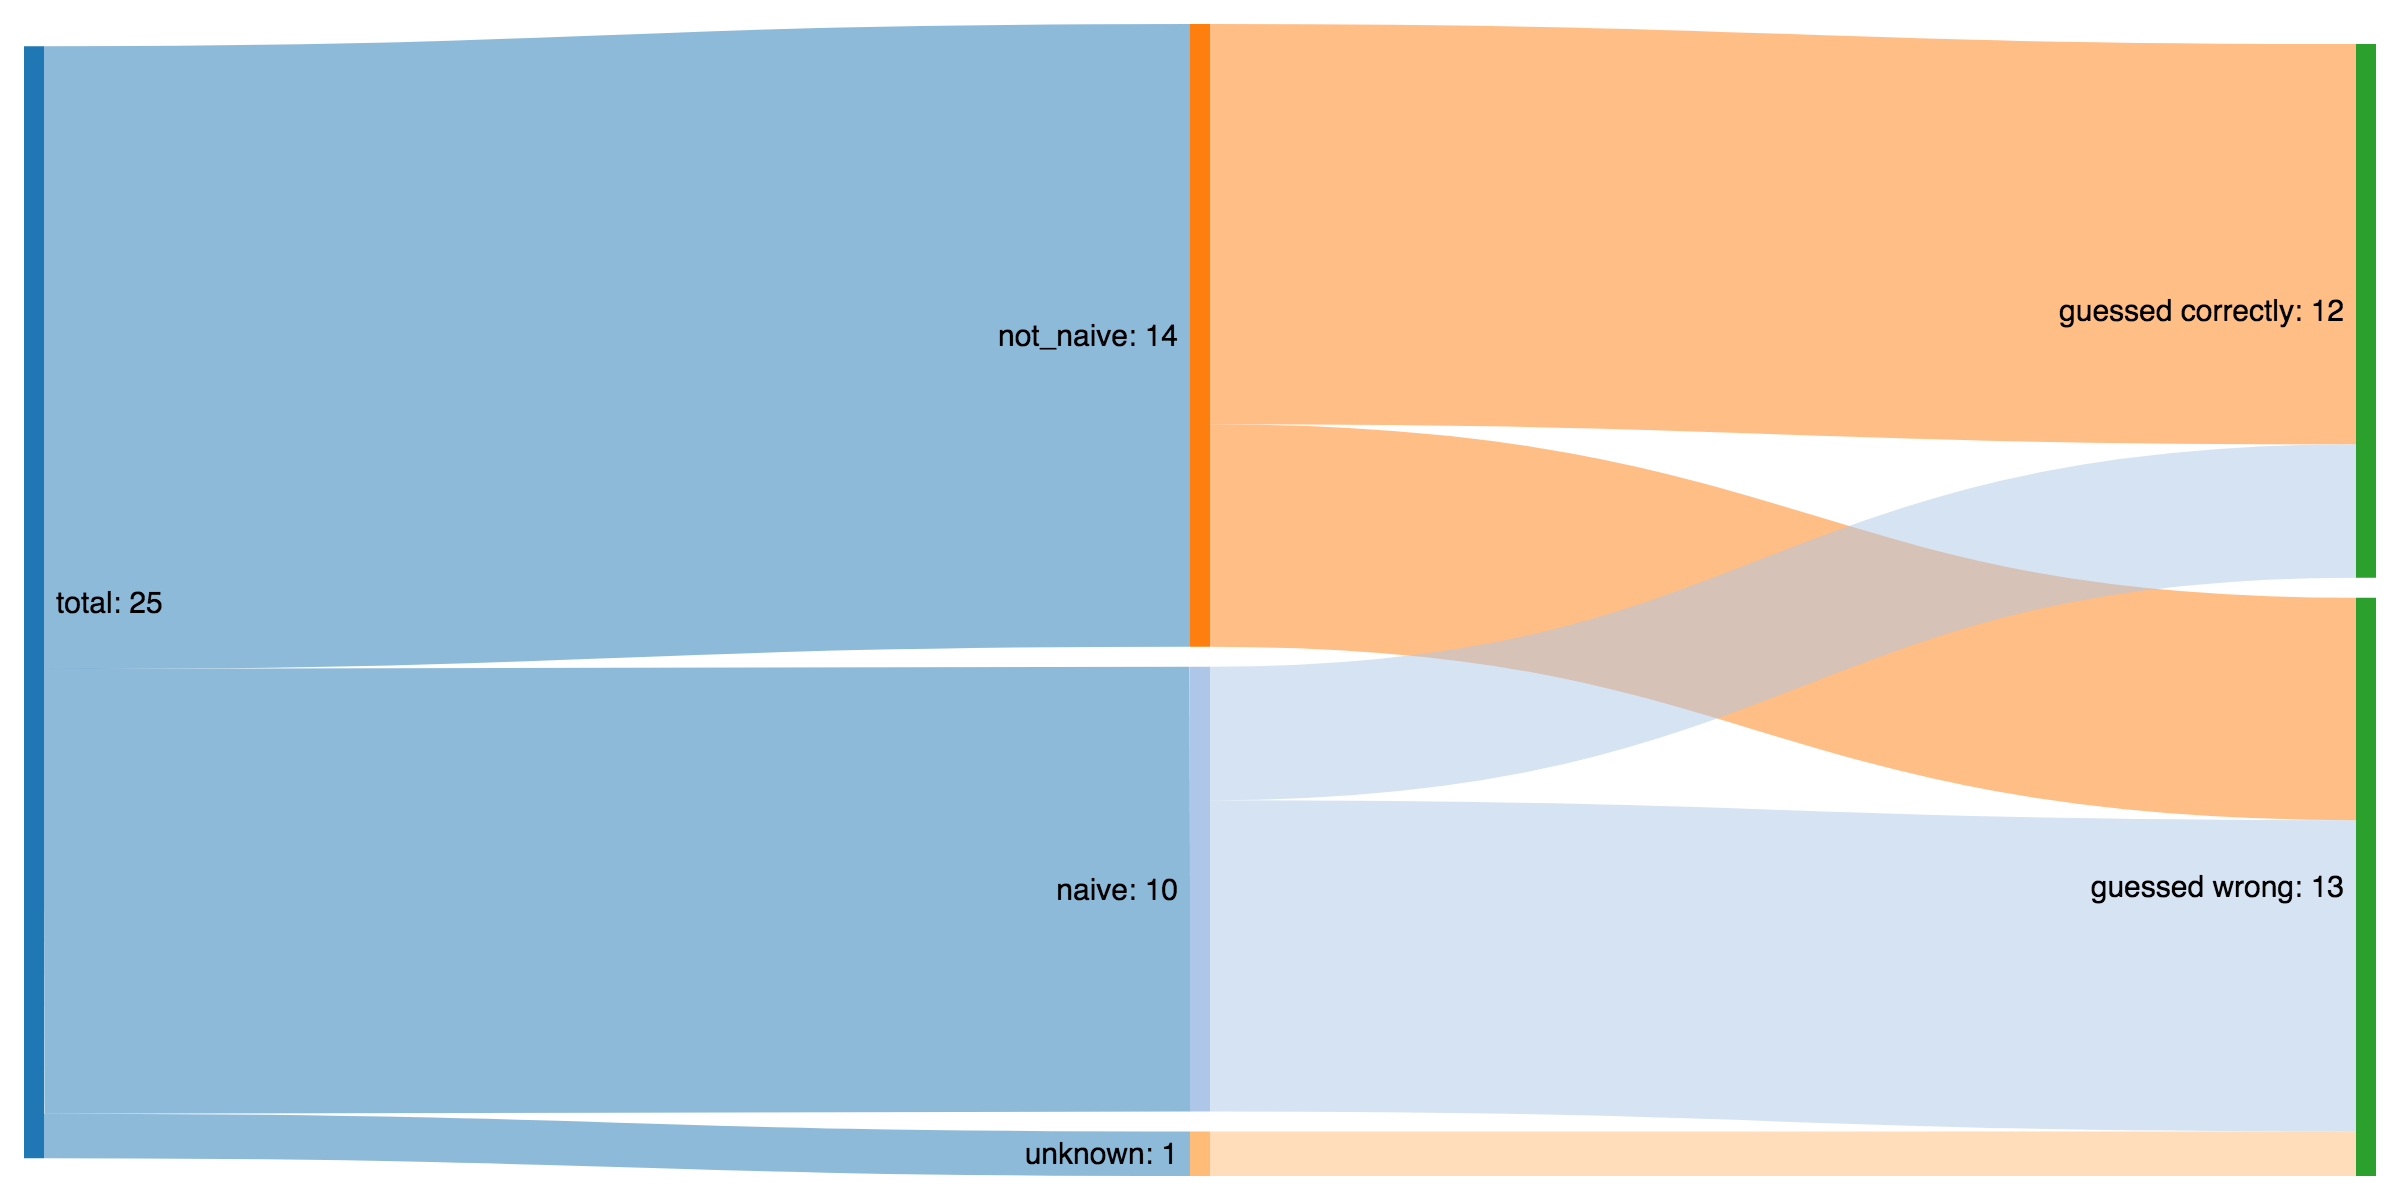 not_naive: 14
guessed correctly: 12
total: 25
naive: 10
guessed wrong: 13
unknown: 1